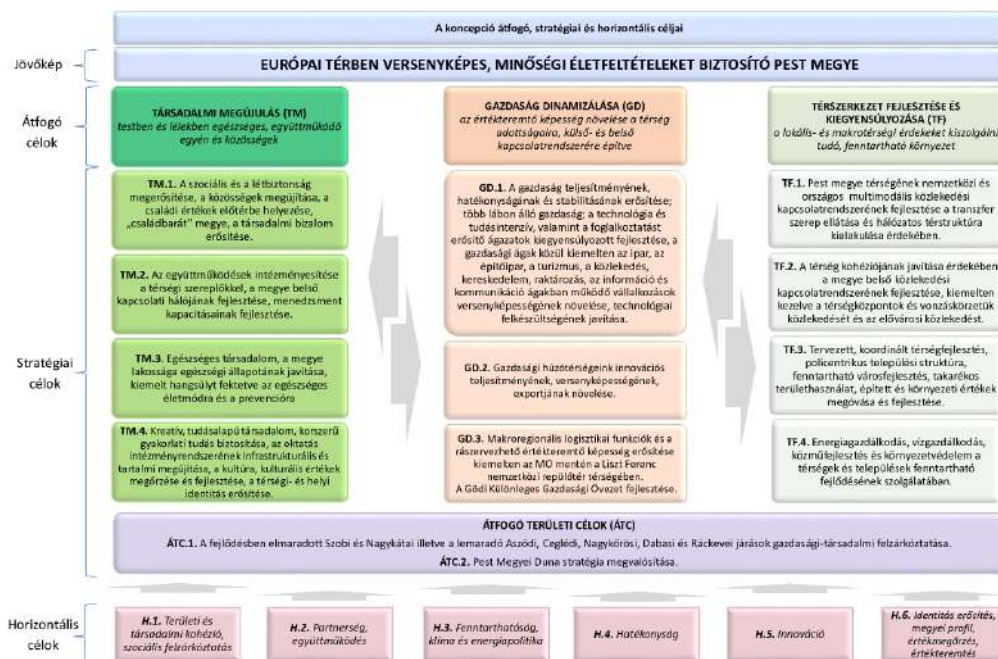 A koncepció átfogó, stratégiai és horizontális céljai
Jövőkép
EURÓPAI TÉRBEN VERSENYKÉPES, MINŐSÉGI ÉLETFELTÉTELEKET BIZTOSÍTÓ PEST MEGYE
Átfogó
célok
TÁRSADALMI MEGÚJULÁS (TM)
testben és lélekben egészséges, együttműködő
egyén és közösségek
GAZDASÁG DINAMIZÁLÁSA (GD)
az értékteremtő képesség növelése a térség
adottságaira, külső- és belső
kapcsolatrendszerére építve
TÉRSZERKEZET FEJLESZTÉSE ÉS
KIEGYENSÚLYOZÁSA (TF)
a lokális- és makrotérségi érdekeket kiszolgálni
tudó, fenntartható környezet
Stratégiai
célok
TM.1. A szociális és a létbiztonság
megerősítése, a közösségek megújítása, a
családi értékek előtérbe helyezése,
„családbarát" megye, a társadalmi bizalom
erősítése.
TM.2. Az együttműködések intézményesítése
a térségi szereplőkkel, a megye belső
kapcsolati hálójának fejlesztése, menedzsment
kapacitásainak fejlesztése.
TM.3. Egészséges társadalom, a megye
lakossága egészségi állapotának javítása,
kiemelt hangsúlyt fektetve az egészséges
életmódra és a prevencióra
TM.4. Kreatív, tudásalapú társadalom, korszerű
gyakorlati tudás biztosítása, az oktatás
intézményrendszerének infrastrukturális és
tartalmi megújítása, a kultúra, kulturális értékek
megőrzése és fejlesztése, a térségi- és helyi
identitás erősítése.
GD.1. A gazdaság teljesítményének,
hatékonyságának és stabilitásának erősítése;
több lábon álló gazdaság; a technológia és
tudásintenzív, valamint a foglalkoztatást
erősítő ágazatok kiegyensúlyozott fejlesztése, a
gazdasági ágak közül kiemelten az ipar, az
építőipar, a turizmus, a közlekedés,
kereskedelem, raktározás, az információ és
kommunikáció ágakban működő vállalkozások
versenyképességének növelése, technológiai
felkészültségének javítása.
GD.2. Gazdasági húzótérségeink innovációs
teljesítményének, versenyképességének,
exportjának növelése.
GD.3. Makroregionális logisztikai funkciók és a
rászervezhető értékteremtő képesség erősítése
kiemelten az M0 mentén a Liszt Ferenc
nemzetközi repülőtér térségében.
A Gödi Különleges Gazdasági Övezet fejlesztése.
TF.1. Pest megye térségének nemzetközi és
országos multimodális közlekedési
kapcsolatrendszerének fejlesztése a transzfer
szerep ellátása és hálózatos térstruktúra
kialakulása érdekében.
TF.2. A térség kohéziójának javítása érdekében
a megye belső közlekedési
kapcsolatrendszerének fejlesztése, kiemelten
kezelve a térségközpontok és vonzáskörzetük
közlekedését és az elővárosi közlekedést.
TF.3. Tervezett, koordinált térségfejlesztés,
policentrikus települési struktúra,
fenntartható városfejlesztés, takarékos
területhasználat, épített és környezeti értékek
megóvása és fejlesztése.
TF.4. Energiagazdálkodás, vízgazdálkodás,
közműfejlesztés és környezetvédelem a
térségek és települések fenntartható
fejlődésének szolgálatában.
ÁTFOGÓ TERÜLETI CÉLOK (ÁTC)
ÁTC.1. A fejlődésben elmaradott Szobi és Nagykátai illetve a lemaradó Aszódi, Ceglédi, Nagykőrösi, Dabasi és Ráckevei járások gazdasági-társadalmi felzárkóztatása.
ÁTC.2. Pest Megyei Duna stratégia megvalósítása.
Horizontális
célok
H.1. Területi és
társadalmi kohézió,
szociális felzárkóztatás
H.2. Partnerség,
együttműködés
H.3. Fenntarthatóság,
klíma és energiapolitika
H.4. Hatékonyság
H.5. Innováció
H.6. Identitás erősítés,
megyei profil,
értékmegőrzés,
értékteremtés